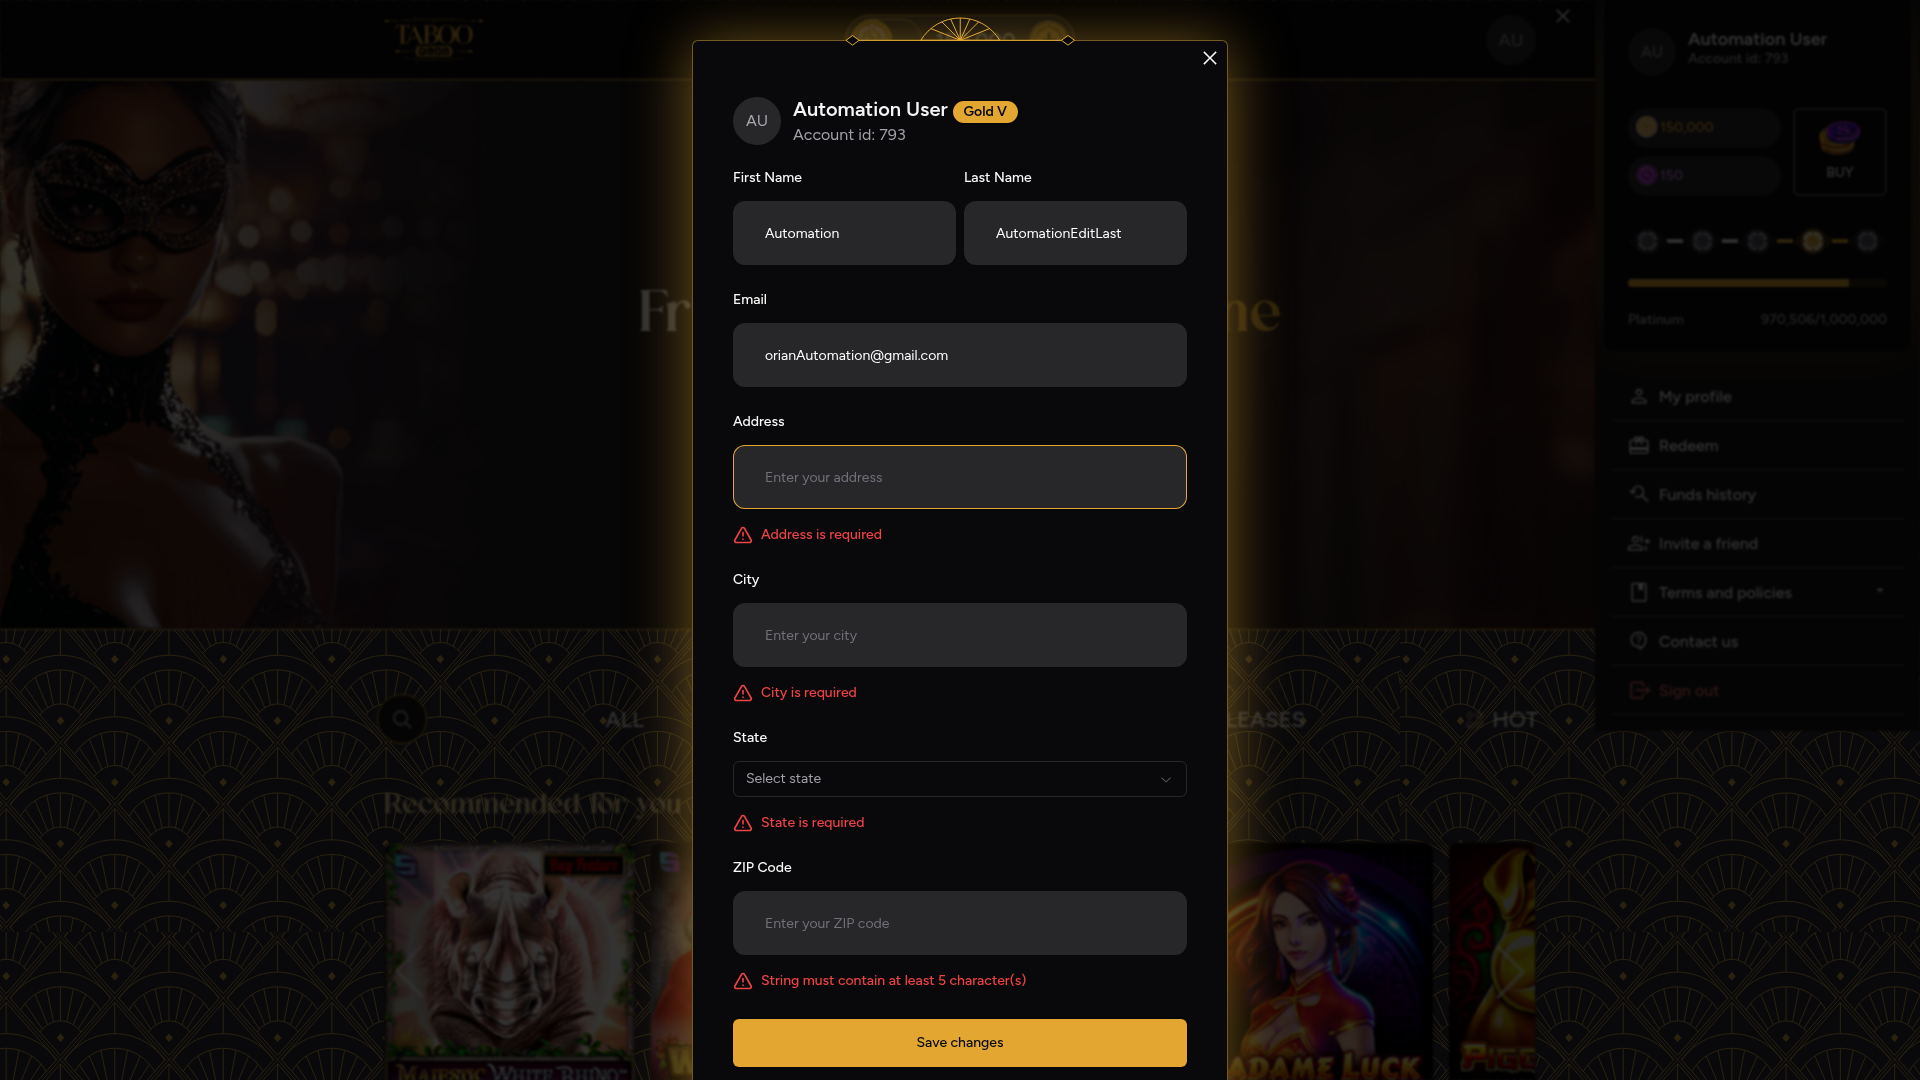 TABOO
AU
Automation User
Account id: 793
AU
150,000
150
BUY
Platinum
970,506/1,000,000
My profile
Redeem
Funds history
Invite a friend
Terms and policies
Contact us
Sign out
Automation User Gold V
Account id: 793
AU
First Name
Last Name
Automation
AutomationEditLast
Email
orianAutomation@gmail.com
Address
Enter your address
Address is required
City
Enter your city
City is required
State
Select state
State is required
ZIP Code
Enter your ZIP code
String must contain at least 5 character(s)
Save changes
Fr
ne
ALL
LEASES
HOT
Recommended for you
Buy Feature
MAJESTIC WHITE RHINO
MADAME LUCK
PIGG